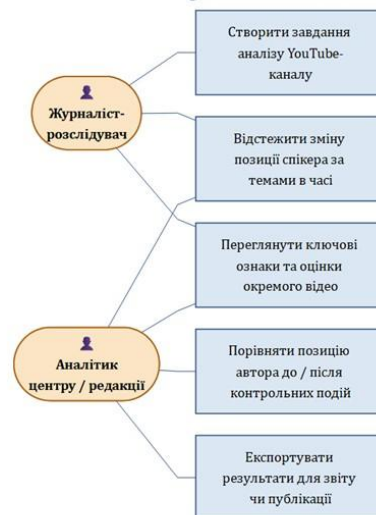 Створити завдання
аналізу YouTube-
каналу
Журналіст-
розслідувач
Відстежити зміну
позиції спікера за
темами в часі
Переглянути ключові
ознаки та оцінки
окремого відео
Аналітик
центру / редакції
Порівняти позицію
автора до / після
контрольних подій
Експортувати
результати для звіту
чи публікації